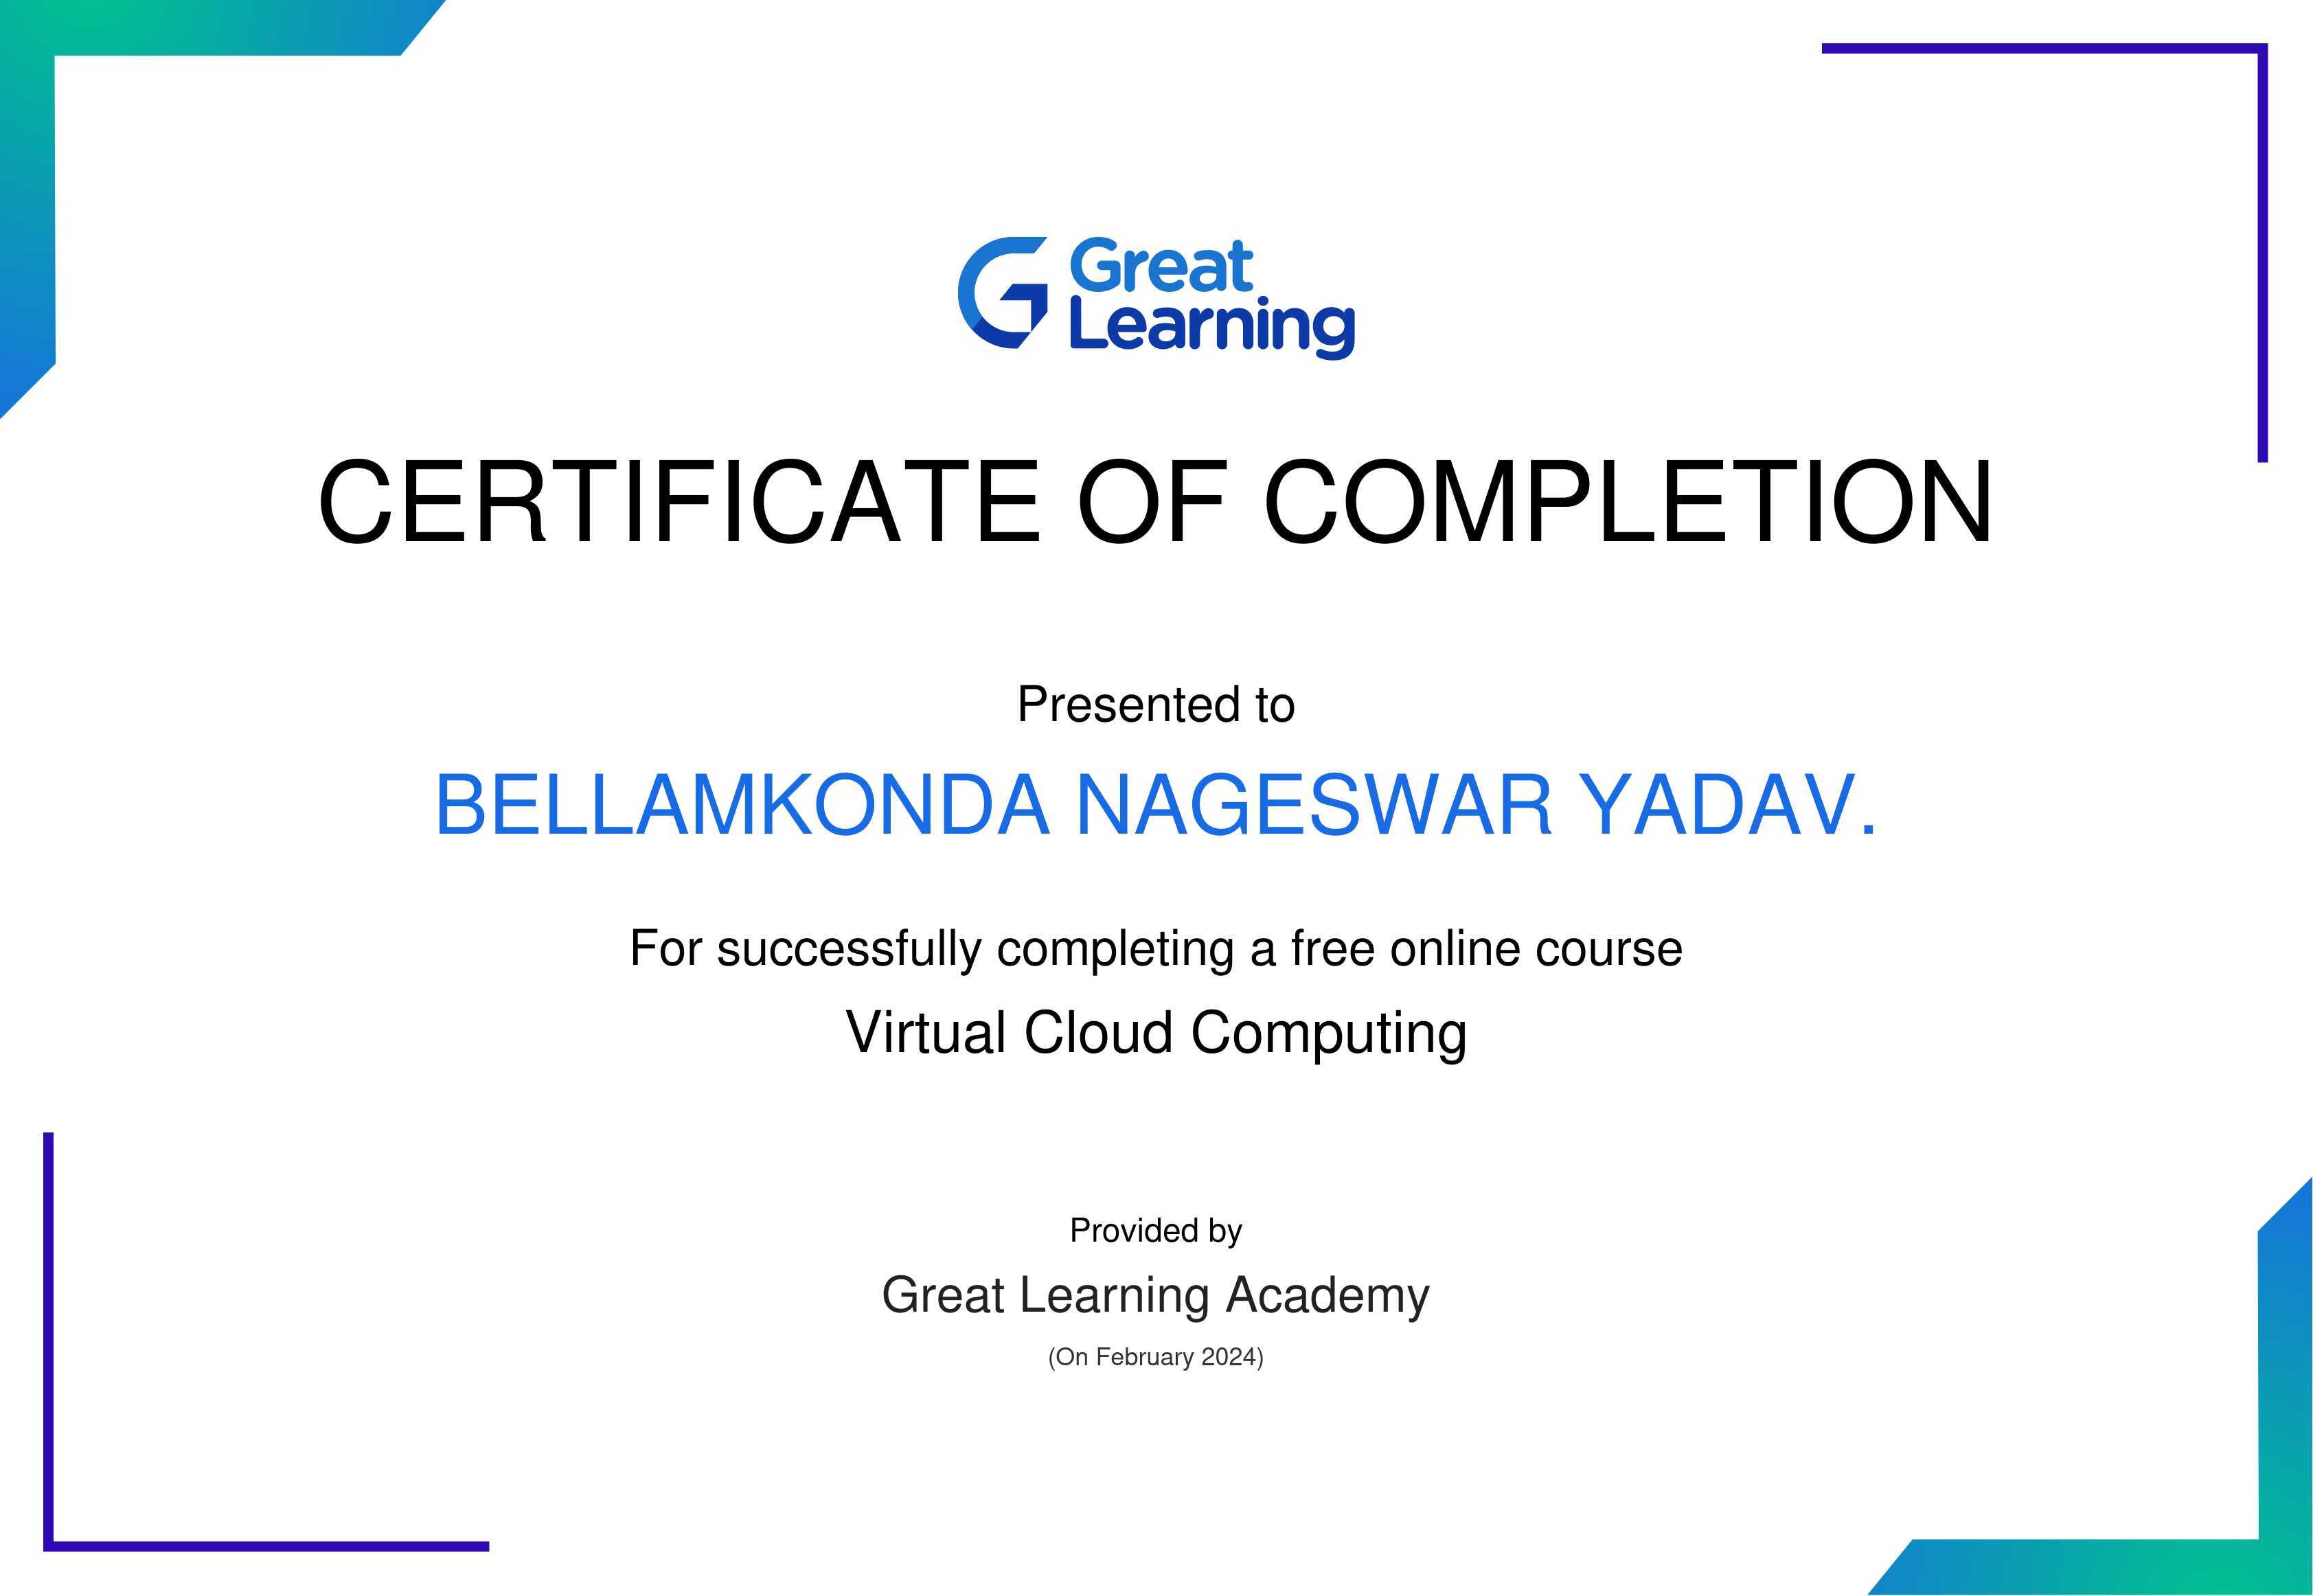 Great
Learning
CERTIFICATE OF COMPLETION
Presented to
BELLAMKONDA NAGESWAR YADAV.
For successfully completing a free online course
Virtual Cloud Computing
Provided by
Great Learning Academy
(On February 2024)